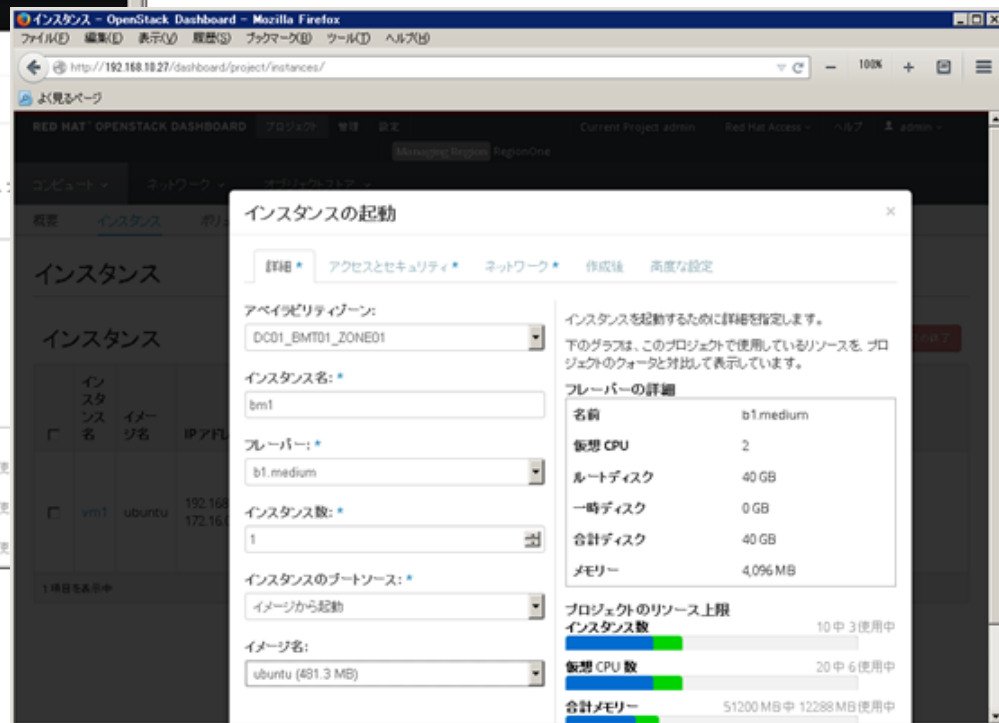 インスタンス - OpenStack Dashboard - Mozilla Firefox
ファイル(F) 編集(E) 表示(V) 履歴(S) ブックマーク(B) ツール(T) ヘルプ(H)
http://192.168.10.27/dashboard/project/instances/
100%
よく見るページ
RED HAT® OPENSTACK DASHBOARD プロジェクト 管理 設定 Current Project admin Red Hat Access ヘルプ admin
Managing Region RegionOne
コンピュート ネットワーク オブジェクトストア
概要 インスタンス
インスタンス
インスタンス
インスタンス名 イメージ名
vm1 ubuntu 192.168
172.16.
1 項目を表示中
インスタンスの起動
×
詳細 * アクセスとセキュリティ * ネットワーク * 作成後 高度な設定
アベイラビリティゾーン:
DC01_BMT01_ZONE01
インスタンス名: *
bm1
フレーバー: *
b1.medium
インスタンス数: *
1
インスタンスのブートソース: *
イメージから起動
イメージ名:
ubuntu (481.3 MB)
インスタンスを起動するために詳細を指定します。
下のグラフは、このプロジェクトで使用しているリソースを、プロ
ジェクトのクォータと対比して表示しています。
フレーバーの詳細
名前 b1.medium
仮想 CPU 2
ルートディスク 40 GB
一時ディスク 0 GB
合計ディスク 40 GB
メモリー 4,096 MB
プロジェクトのリソース上限
インスタンス数 10 中 3 使用中
仮想 CPU 数 20 中 6 使用中
合計メモリー 51200 MB 中 12288 MB 使用中